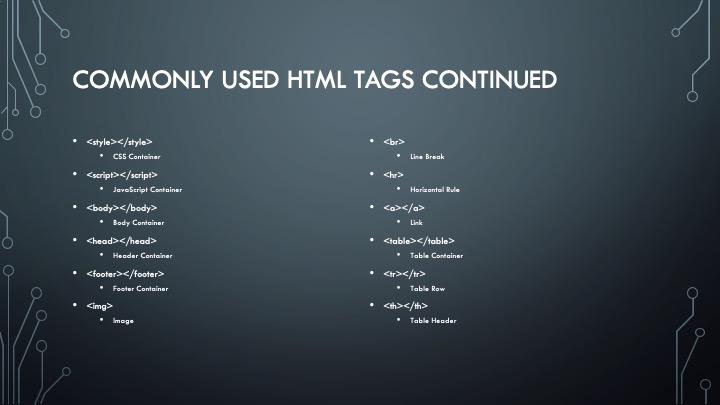 COMMONLY USED HTML TAGS CONTINUED
• <style></style>
• CSS Container
• <script></script>
• JavaScript Container
• <body></body>
• Body Container
• <head></head>
• Header Container
• <footer></footer>
• Footer Container
• <img>
• Image
• <br>
• Line Break
• <hr>
• Horizontal Rule
• <a></a>
• Link
• <table></table>
• Table Container
• <tr></tr>
• Table Row
• <th></th>
• Table Header